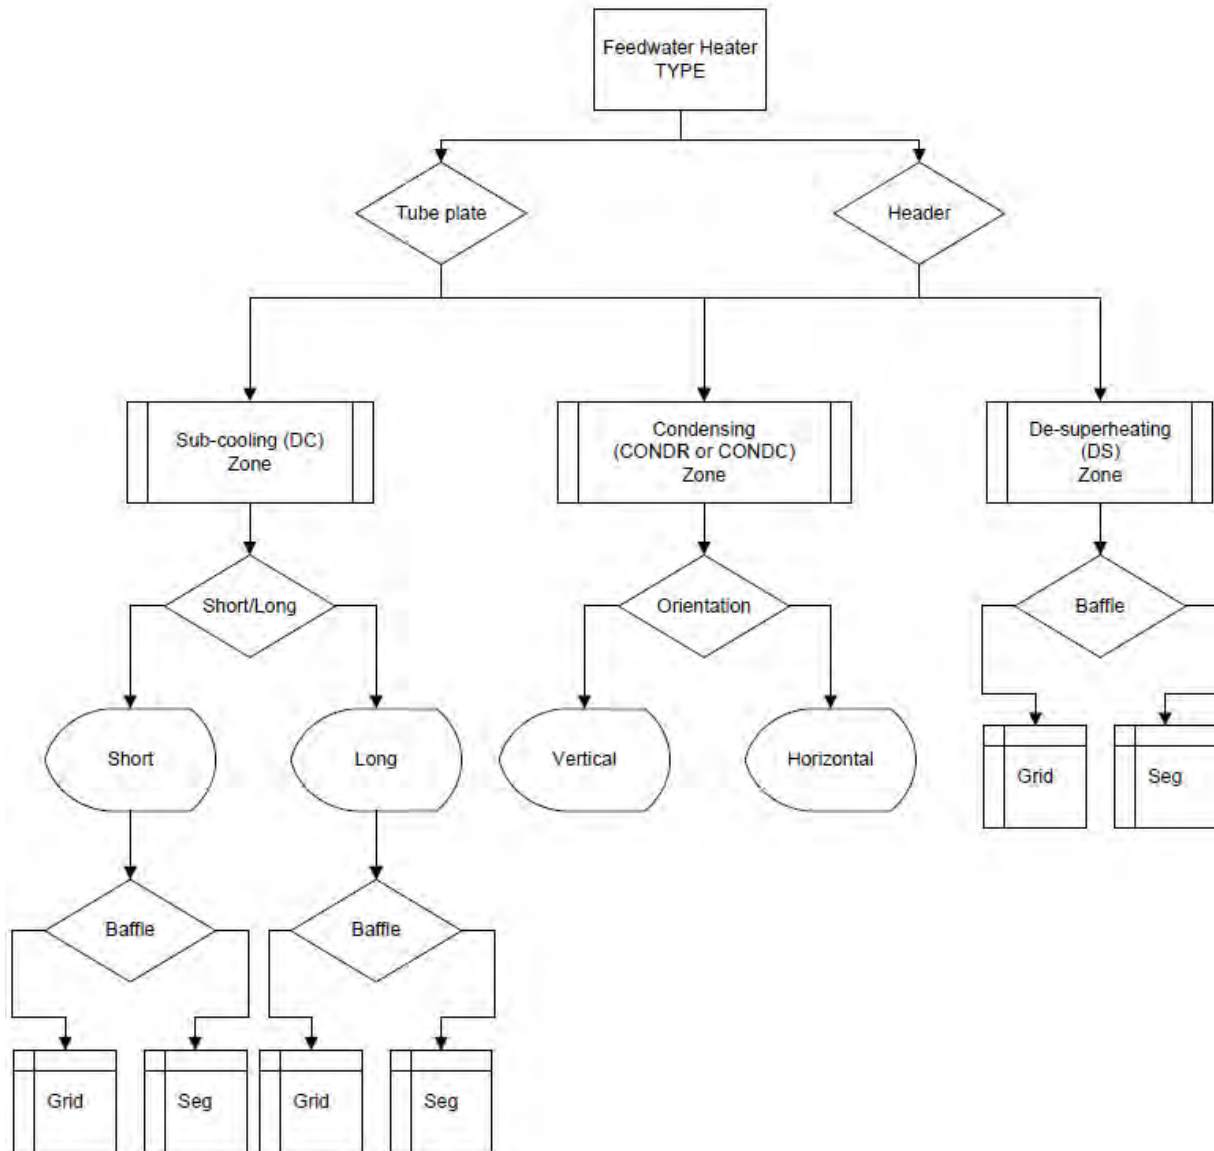 Feedwater Heater
TYPE
Tube plate
Header
Sub-cooling (DC)
Zone
Condensing
(CONDR or CONDC)
Zone
De-superheating
(DS)
Zone
Short/Long
Orientation
Baffle
Short
Long
Vertical
Horizontal
Grid
Seg
Baffle
Baffle
Grid
Seg
Grid
Seg